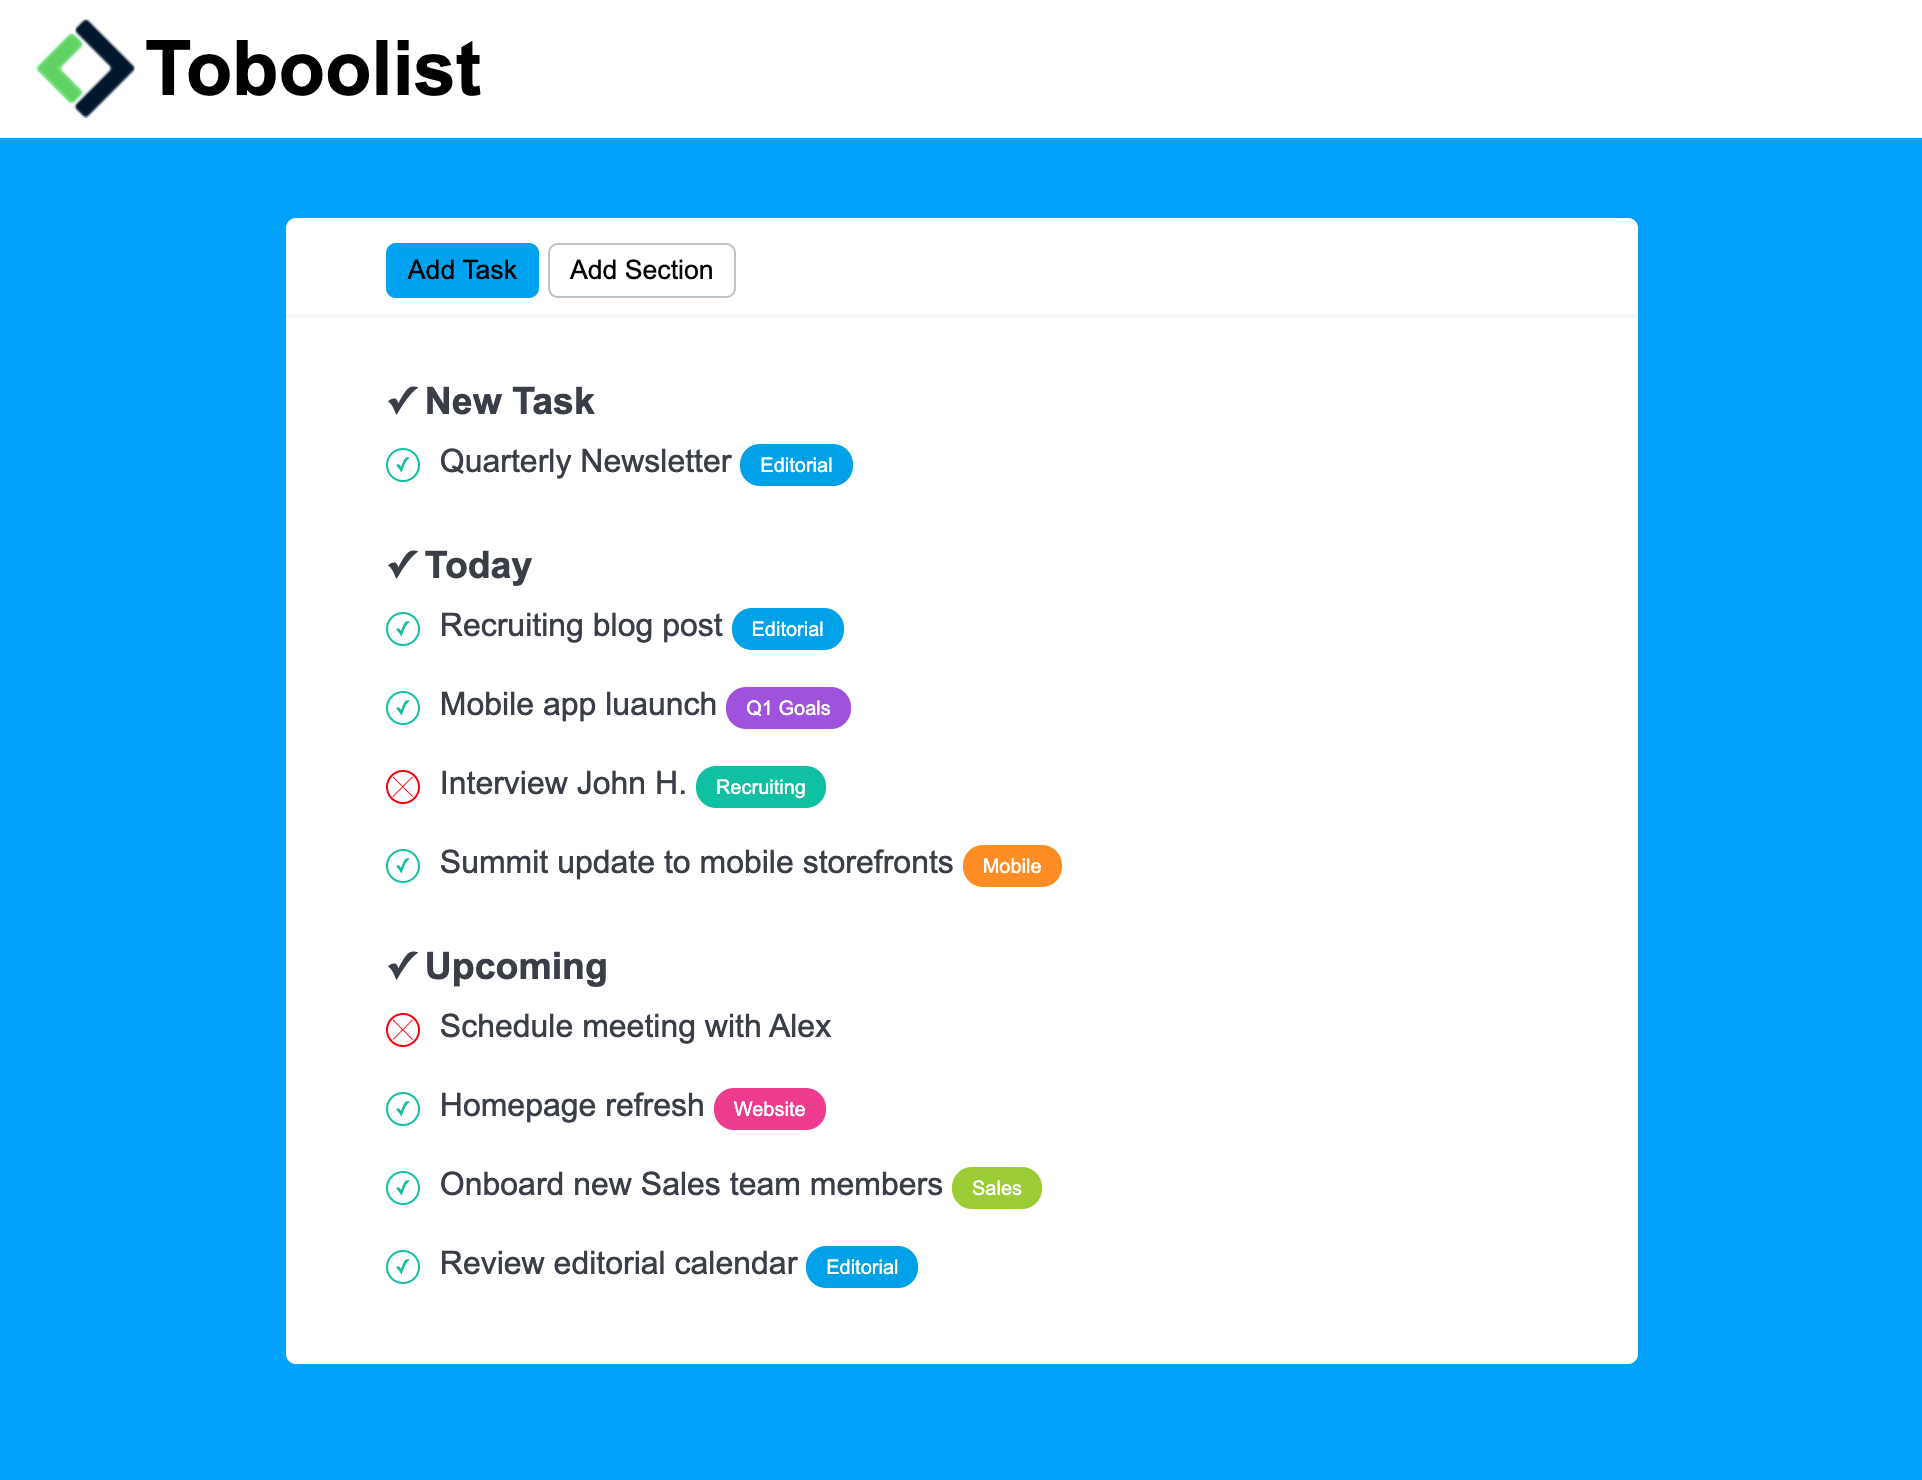 Toboolist
Add Task Add Section
✓ New Task
Quarterly Newsletter Editorial
✓ Today
Recruiting blog post Editorial
Mobile app luaunch Q1 Goals
Interview John H. Recruiting
Summit update to mobile storefronts Mobile
✓ Upcoming
Schedule meeting with Alex
Homepage refresh Website
Onboard new Sales team members Sales
Review editorial calendar Editorial